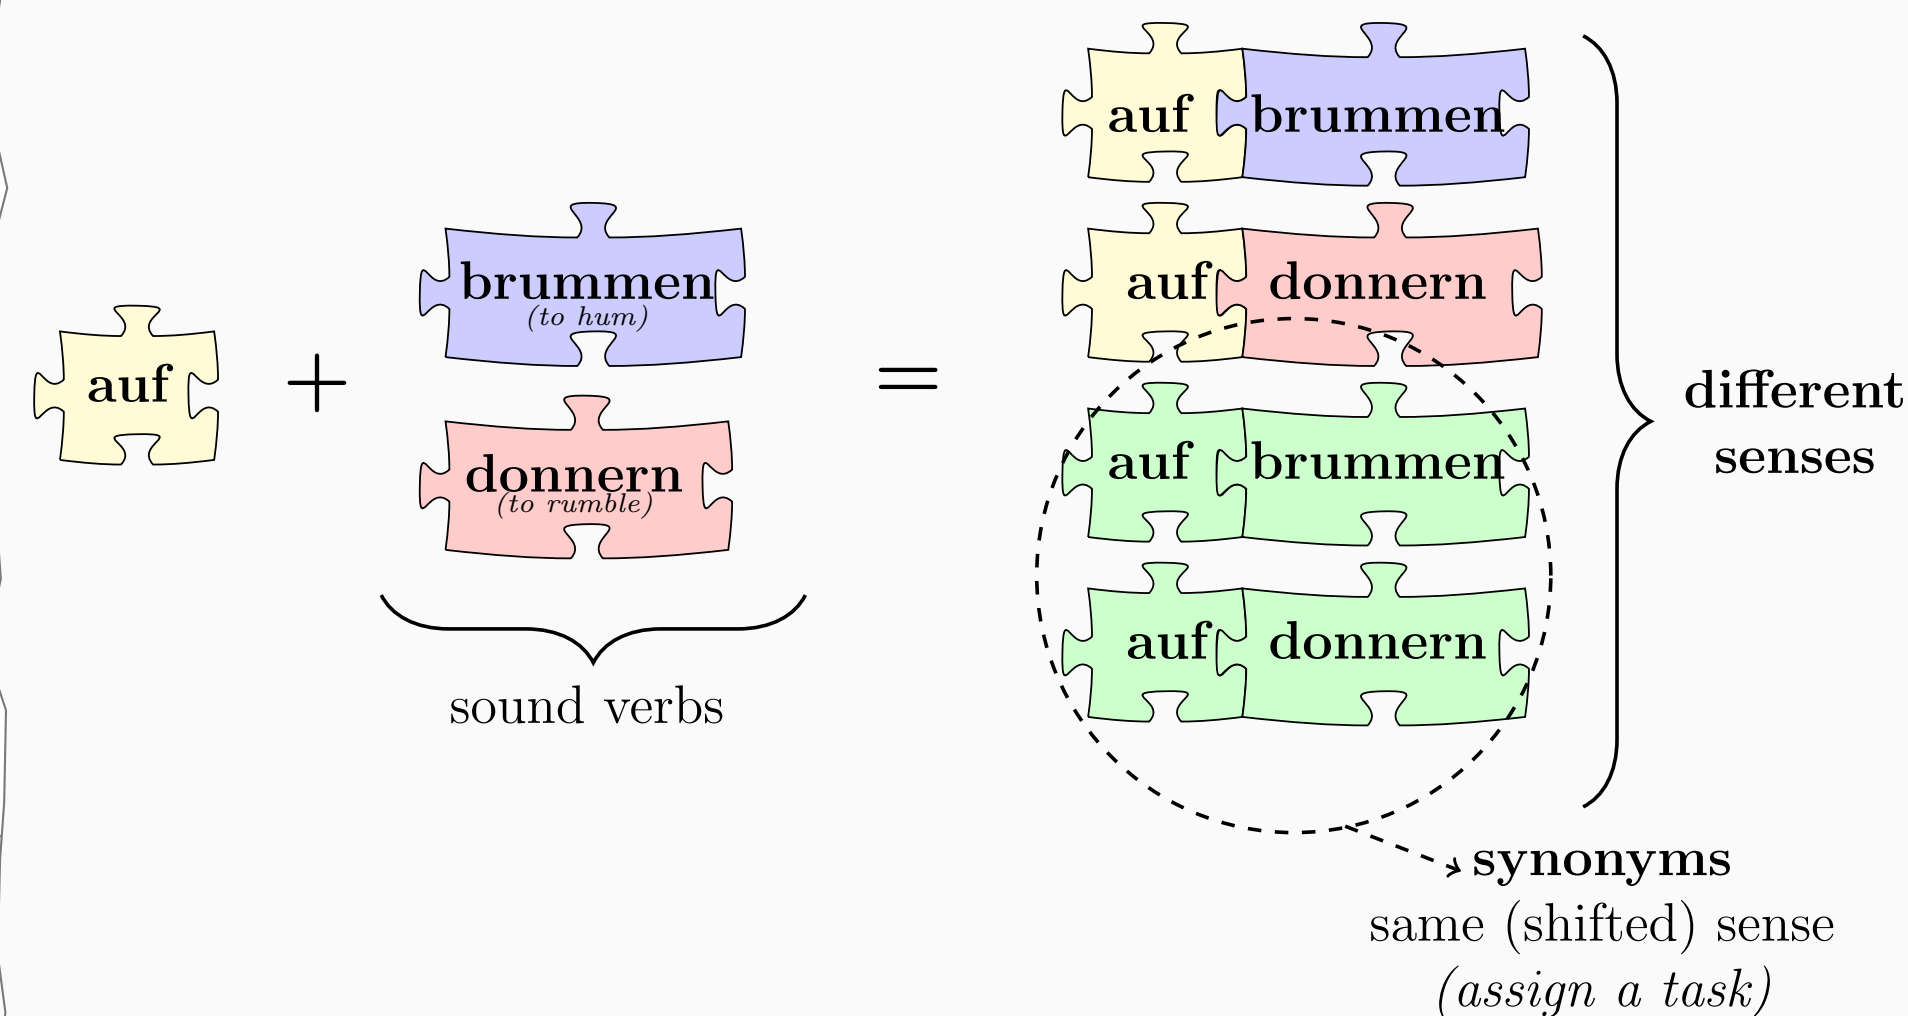 auf
+
brummen
(to hum)
donnern
(to rumble)
sound verbs
=
auf brummen
auf donnern
auf brummen
auf donnern
different
senses
synonyms
same (shifted) sense
(assign a task)